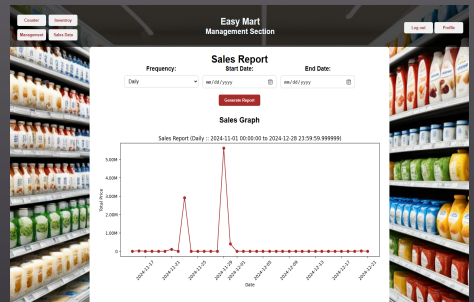 Counter
Inventory
Management
Sales Data
Easy Mart
Management Section
Log out
Profile
Sales Report
Frequency:
Start Date:
End Date:
Daily
mm/dd/yyyy
mm/dd/yyyy
Generate Report
Sales Graph
Sales Report (Daily :: 2024-11-01 00:00:00 to 2024-12-28 23:59:59.999999)
Total Price
5.00M
4.00M
3.00M
2.00M
1.00M
0
2024-11-17
2024-11-21
2024-11-25
2024-11-29
2024-12-01
2024-12-05
2024-12-09
2024-12-13
2024-12-17
2024-12-21
Date